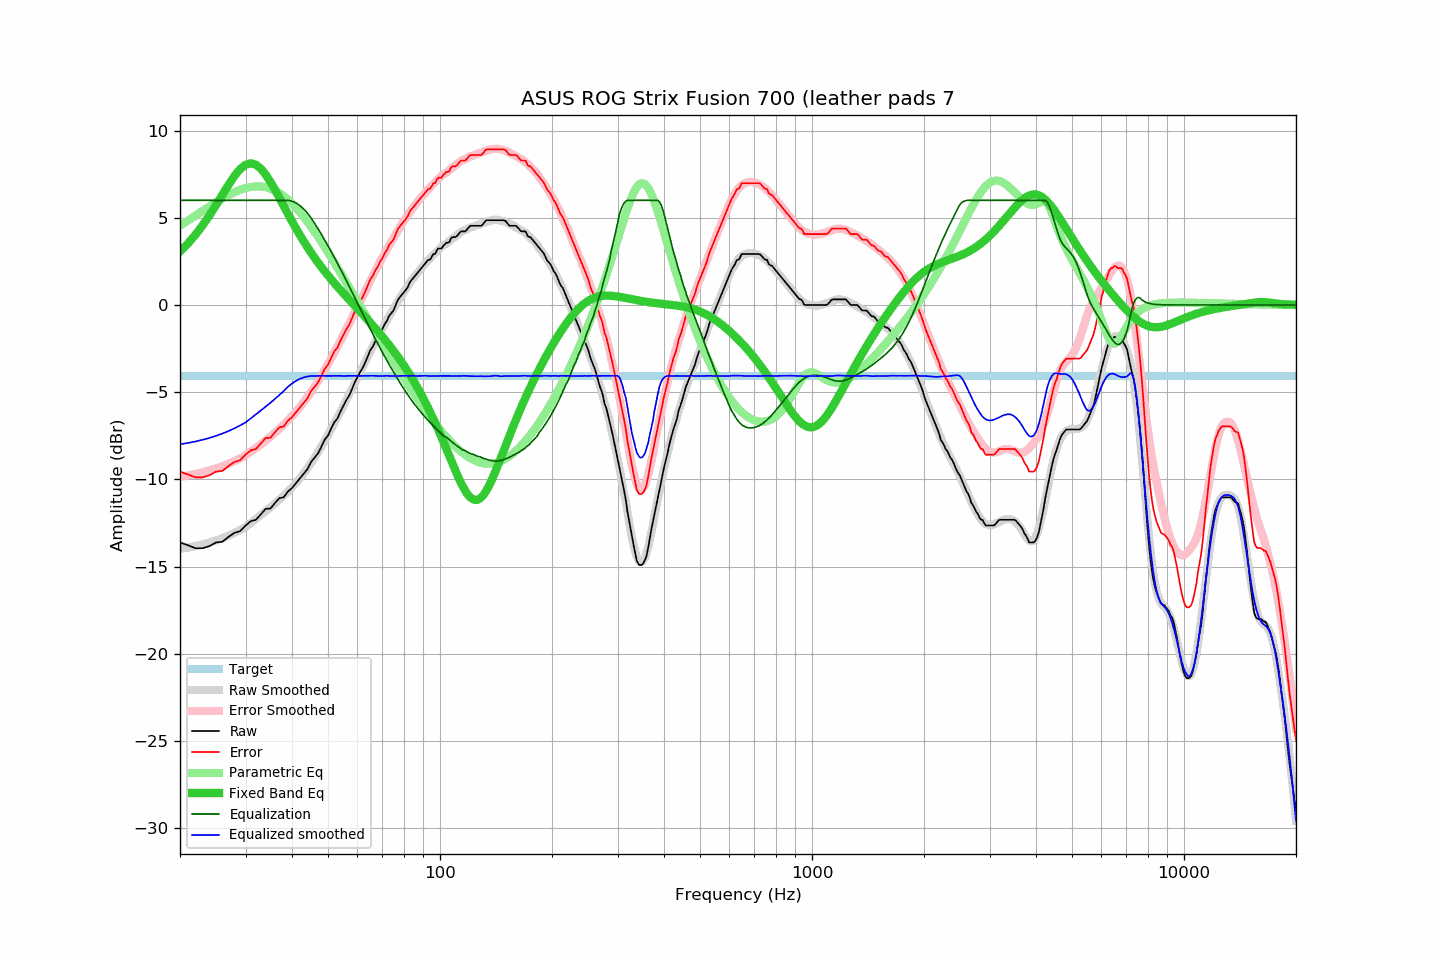 ASUS ROG Strix Fusion 700 (leather pads 7
10
5
0
−5
−10
−15
−20
−25
−30
Amplitude (dBr)
Target
Raw Smoothed
Error Smoothed
Raw
Error
Parametric Eq
Fixed Band Eq
Equalization
Equalized smoothed
100
1000
10000
Frequency (Hz)